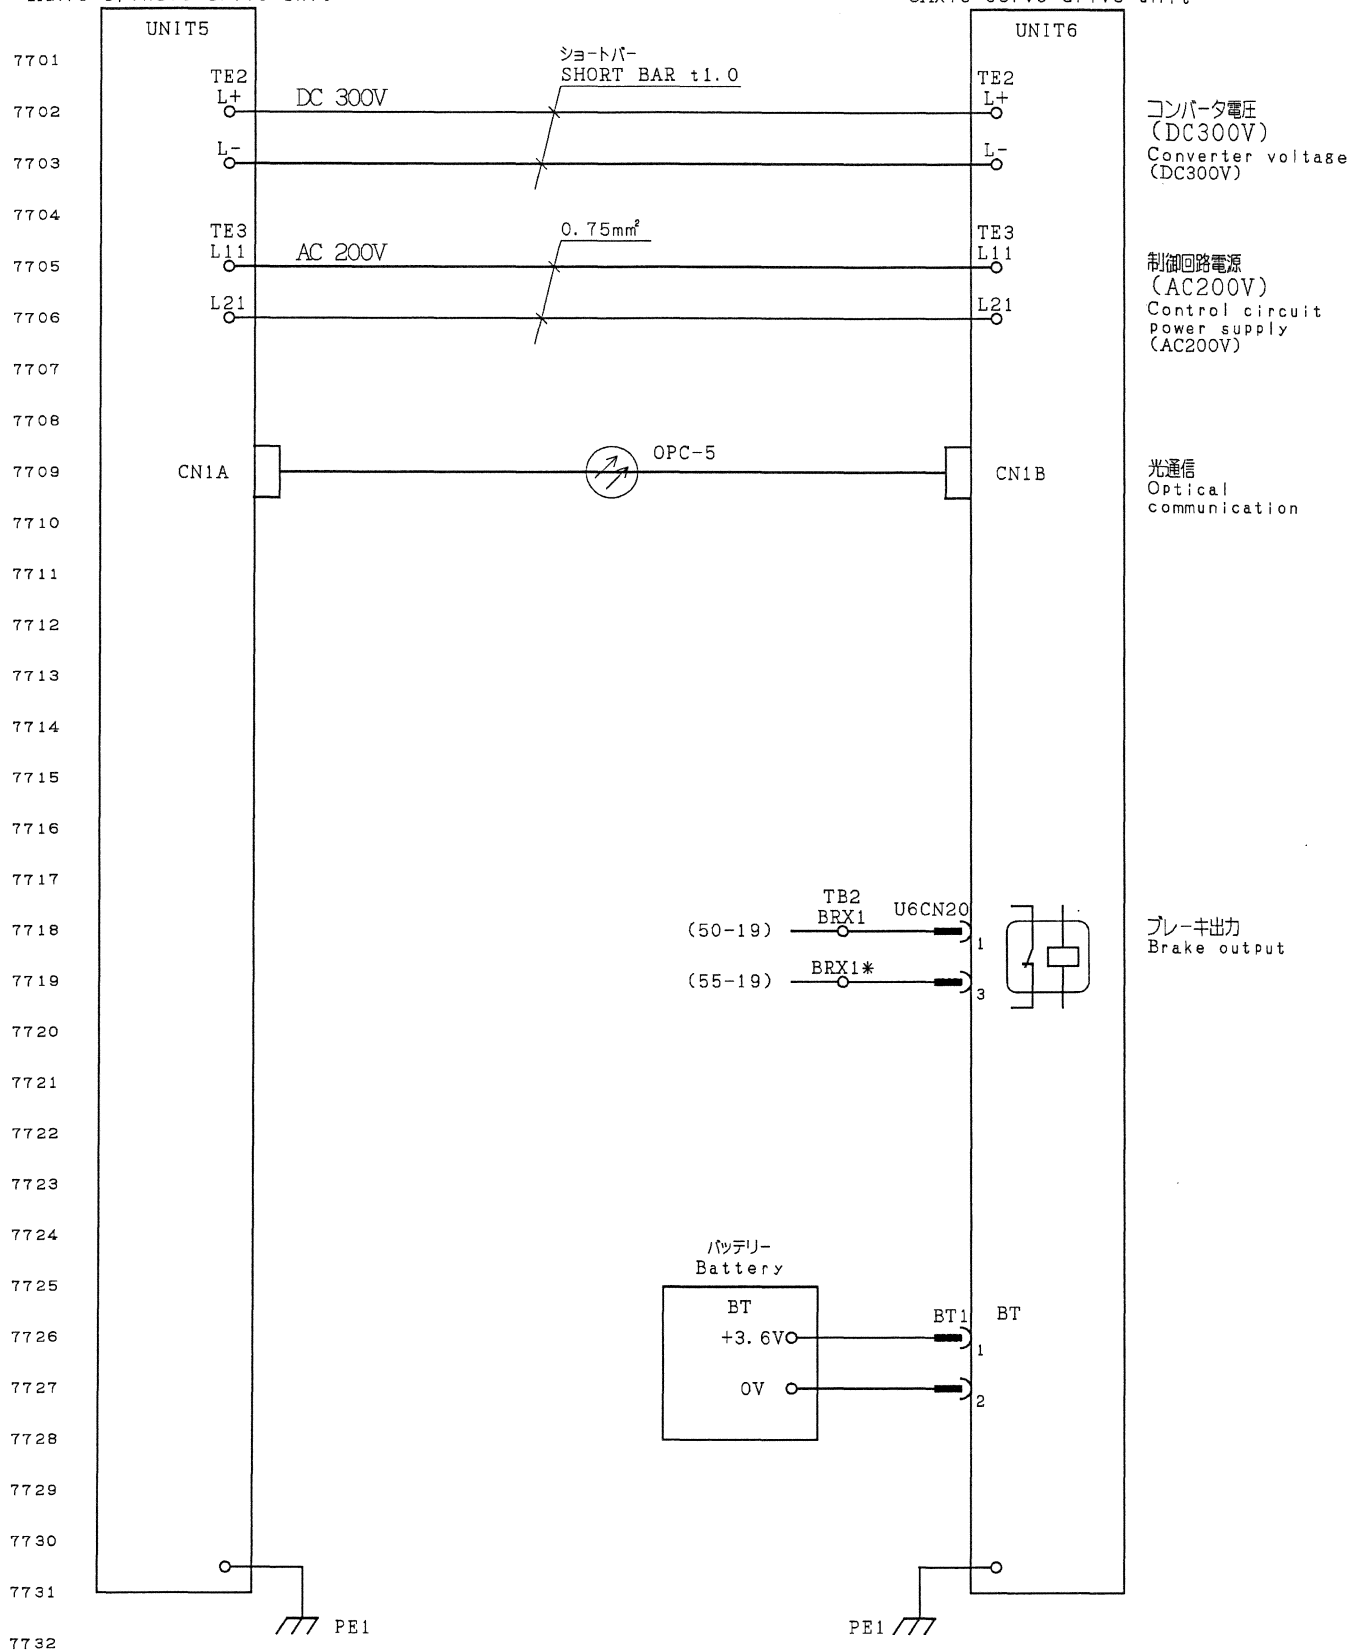 UNIT5
UNIT6
7701
ショートバー
SHORT BAR t1.0
TE2
TE2
L+
DC 300V
L+
7702
コンバータ電圧
(DC300V)
Converter voltage
(DC300V)
7703
L-
L-
7704
0.75mm²
TE3
TE3
L11
AC 200V
L11
7705
制御回路電源
(AC200V)
Control circuit
power supply
(AC200V)
L21
L21
7706
7707
7708
OPC-5
7709
CN1A
CN1B
光通信
Optical
communication
7710
7711
7712
7713
7714
7715
7716
7717
TB2
BRX1
U6CN20
7718
(50-19)
1
ブレーキ出力
Brake output
7719
(55-19)
BRX1*
3
7720
7721
7722
7723
7724
バッテリー
Battery
7725
BT
BT1
BT
7726
+3.6V
1
7727
0V
2
7728
7729
7730
7731
PE1
PE1
7732